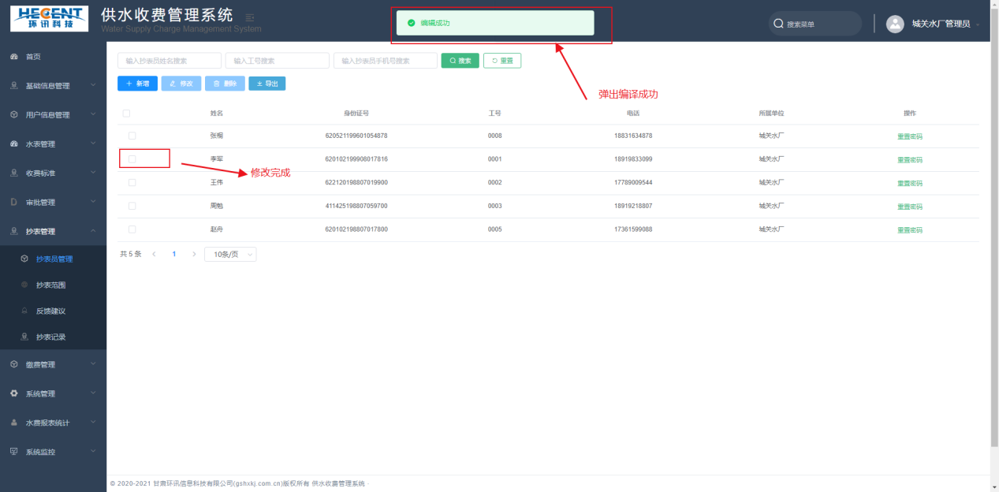 HECENT
环讯科技
供水收费管理系统
Water Supply Charge Management System
编辑成功
搜索菜单
城关水厂管理员
首页
基础信息管理
用户信息管理
水表管理
收费标准
审批管理
抄表管理
抄表员管理
抄表范围
反馈建议
抄表记录
缴费管理
系统管理
水费报表统计
系统监控
输入抄表员姓名搜索 输入工号搜索 输入抄表员手机号搜索 搜索 重置
新增 修改 删除 导出
弹出编译成功
姓名 身份证号 工号 电话 所属单位 操作
张桐 620521199601054878 0008 18831634878 城关水厂 重置密码
李军 620102199908017816 0001 18919833099 城关水厂 重置密码
修改完成
王伟 622120198807019900 0002 17789009544 城关水厂 重置密码
周勉 411425198807059700 0003 18919218807 城关水厂 重置密码
赵舟 620102198807017800 0005 17361599088 城关水厂 重置密码
共 5 条 1 10条/页
© 2020-2021 甘肃环讯信息科技有限公司(gshxkj.com.cn)版权所有 供水收费管理系统